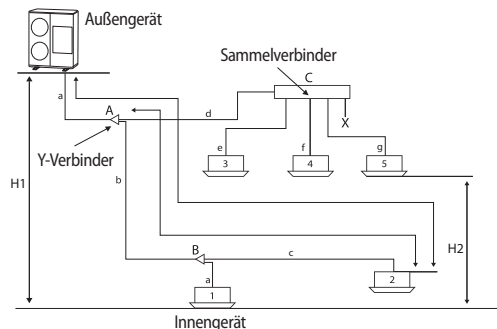 Außengerät
Sammelverbinder
a
A
d
C
X
Y-Verbinder
e
f
g
3
4
5
H1
b
H2
B
c
2
a
1
Innengerät